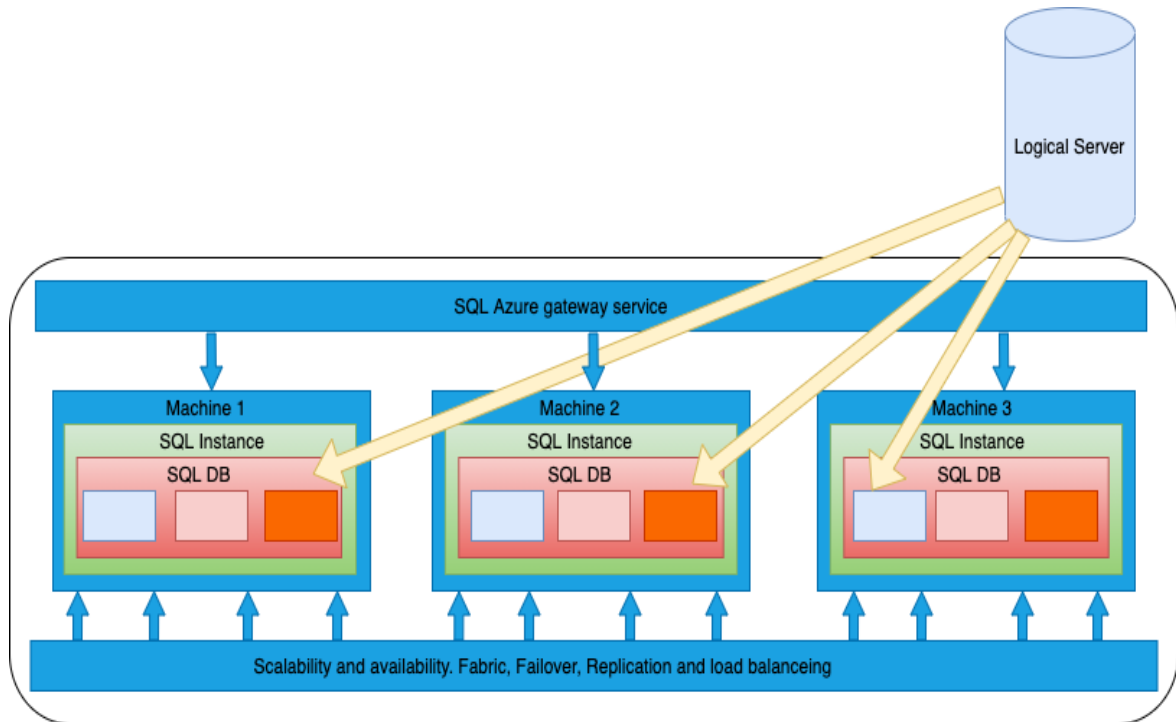 Logical Server
SQL Azure gateway service
Machine 1
SQL Instance
SQL DB
Machine 2
SQL Instance
SQL DB
Machine 3
SQL Instance
SQL DB
Scalability and availability. Fabric, Failover, Replication and load balanceing